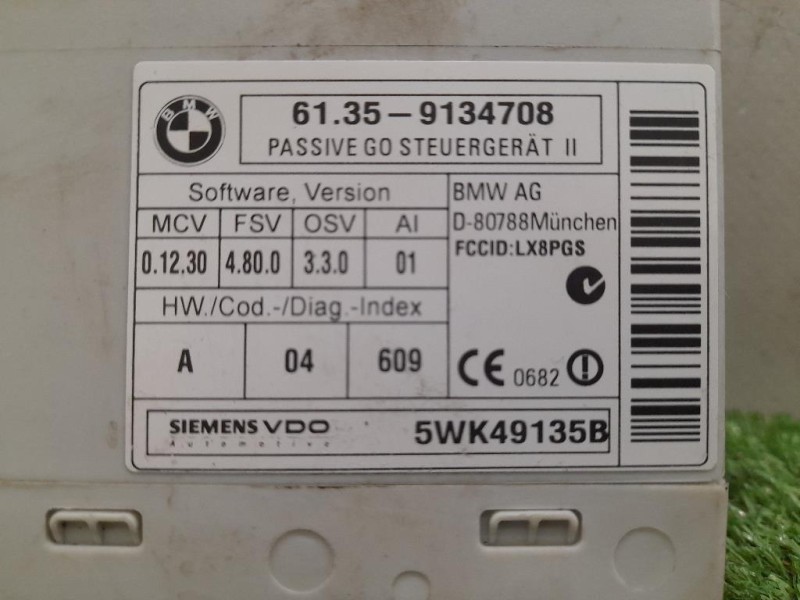 BMW
61.35-9134708
PASSIVE GO STEUERGERÄT II
Software, Version
MCV FSV OSV AI
0.12.30 4.80.0 3.3.0 01
HW./Cod.-/Diag.-Index
A 04 609
BMW AG
D-80788München
FCCID:LX8PGS
CE 0682
SIEMENS VDO
Automotive
5WK49135B